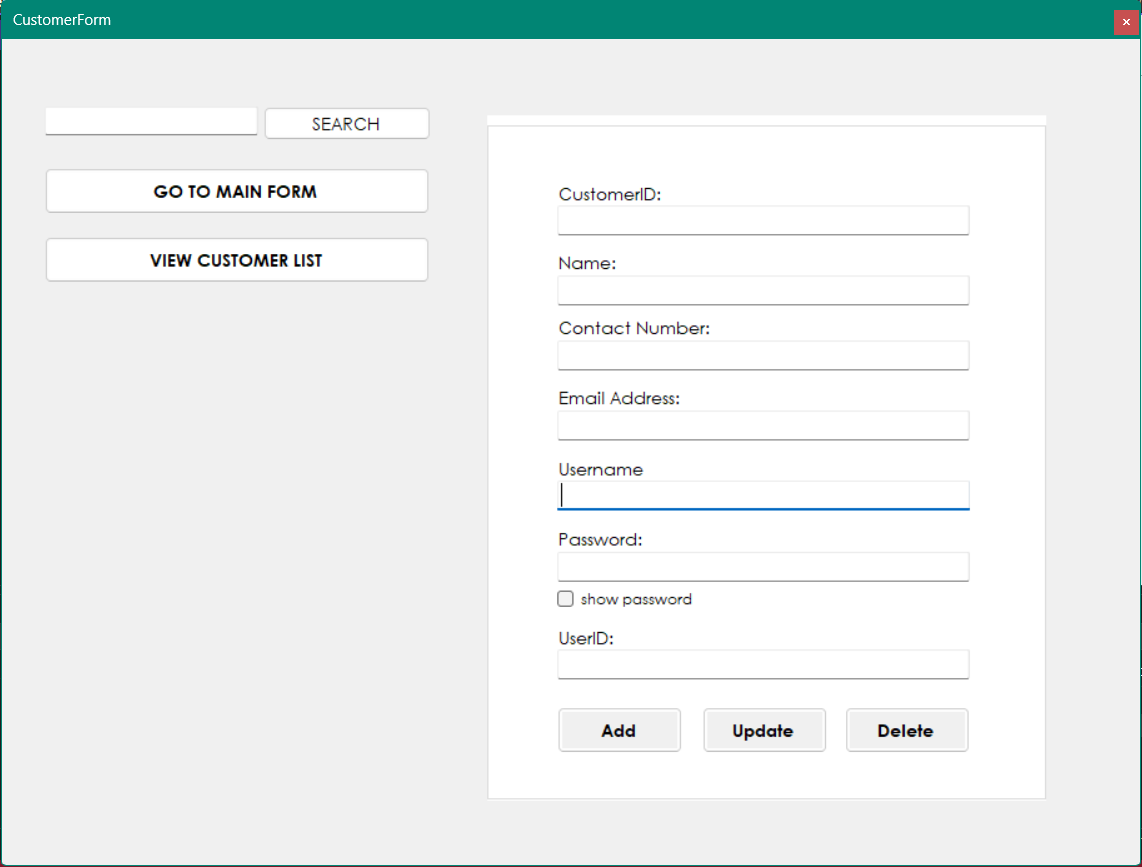 CustomerForm
SEARCH
GO TO MAIN FORM
VIEW CUSTOMER LIST
CustomerID:
Name:
Contact Number:
Email Address:
Username
Password:
show password
UserID:
Add Update Delete